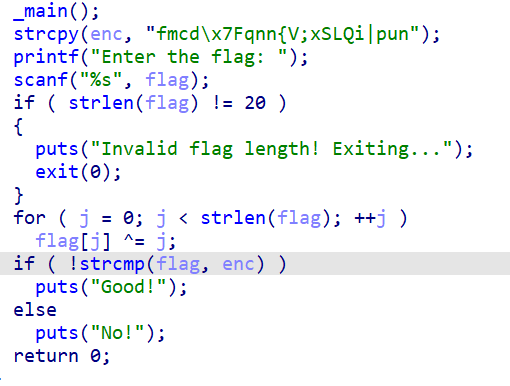 _main();
strcpy(enc, "fmcd\x7Fqnn{V;xSLQi|pun");
printf("Enter the flag: ");
scanf("%s", flag);
if ( strlen(flag) != 20 )
{
puts("Invalid flag length! Exiting...");
exit(0);
}
for ( j = 0; j < strlen(flag); ++j )
flag[j] ^= j;
if ( !strcmp(flag, enc) )
puts("Good!");
else
puts("No!");
return 0;